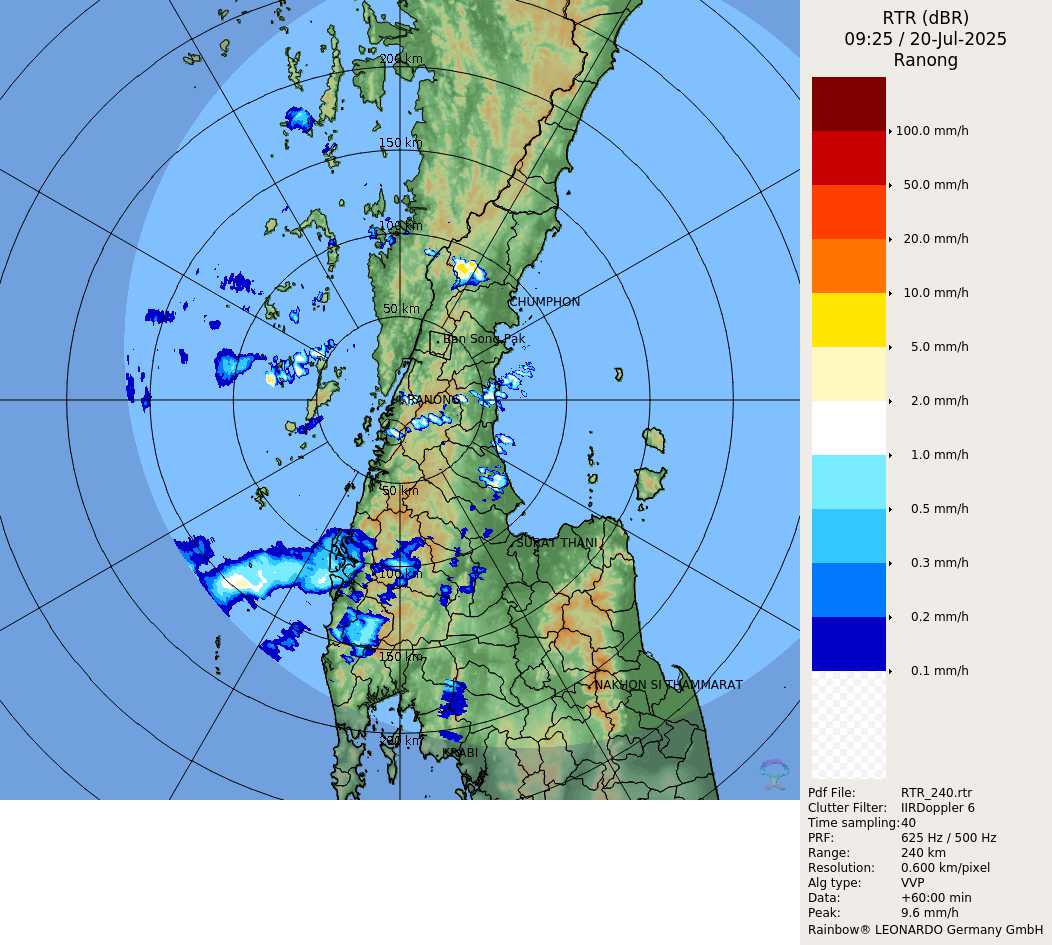 RTR (dBR)
09:25 / 20-Jul-2025
Ranong
100.0 mm/h
50.0 mm/h
20.0 mm/h
10.0 mm/h
5.0 mm/h
2.0 mm/h
1.0 mm/h
0.5 mm/h
0.3 mm/h
0.2 mm/h
0.1 mm/h
Pdf File: RTR_240.rtr
Clutter Filter: IIRDoppler 6
Time sampling:40
PRF: 625 Hz / 500 Hz
Range: 240 km
Resolution: 0.600 km/pixel
Alg type: VVP
Data: +60:00 min
Peak: 9.6 mm/h
Rainbow® LEONARDO Germany GmbH
200 km
150 km
100 km
CHUMPHON
50 km
Ban Song Pak
RANONG
50 km
SURAT THANI
100 km
150 km
NAKHON SI THAMMARAT
200 km
KRABI